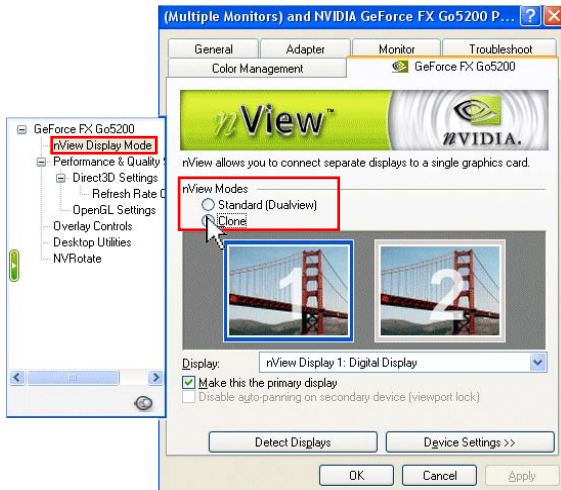 (Multiple Monitors) and NVIDIA GeForce FX Go5200 P...
General Adapter Monitor Troubleshoot
Color Management GeForce FX Go5200
nView™
NVIDIA.
nView allows you to connect separate displays to a single graphics card.
nView Modes
Standard (Dualview)
Clone
1 2
Display: nView Display 1: Digital Display
Make this the primary display
Disable auto-panning on secondary device (viewport lock)
Detect Displays Device Settings >>
OK Cancel Apply
GeForce FX Go5200
nView Display Mode
Performance & Quality S
Direct3D Settings
Refresh Rate O
OpenGL Settings
Overlay Controls
Desktop Utilities
NVRotate